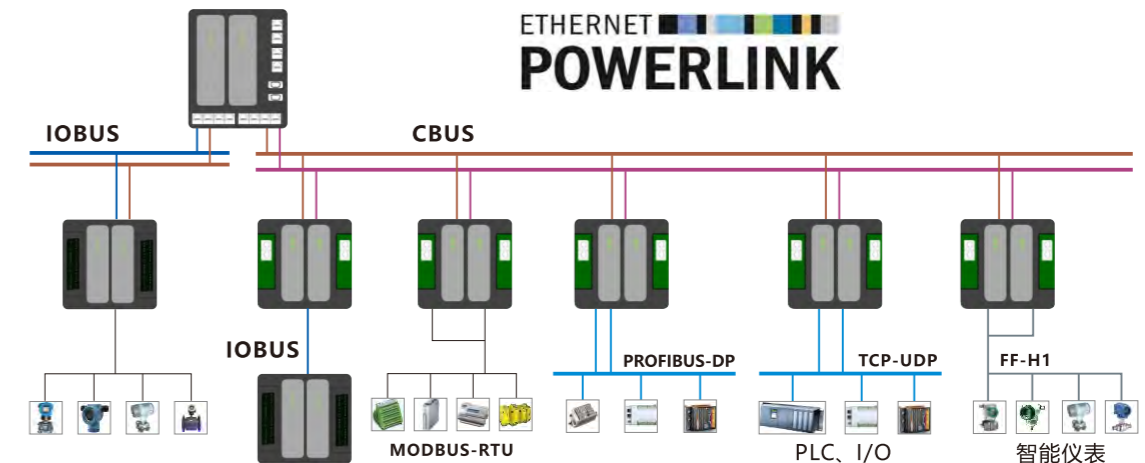 ETHERNET
POWERLINK
IOBUS
CBUS
IOBUS
PROFIBUS-DP
TCP-UDP
FF-H1
MODBUS-RTU
PLC、I/O
智能仪表